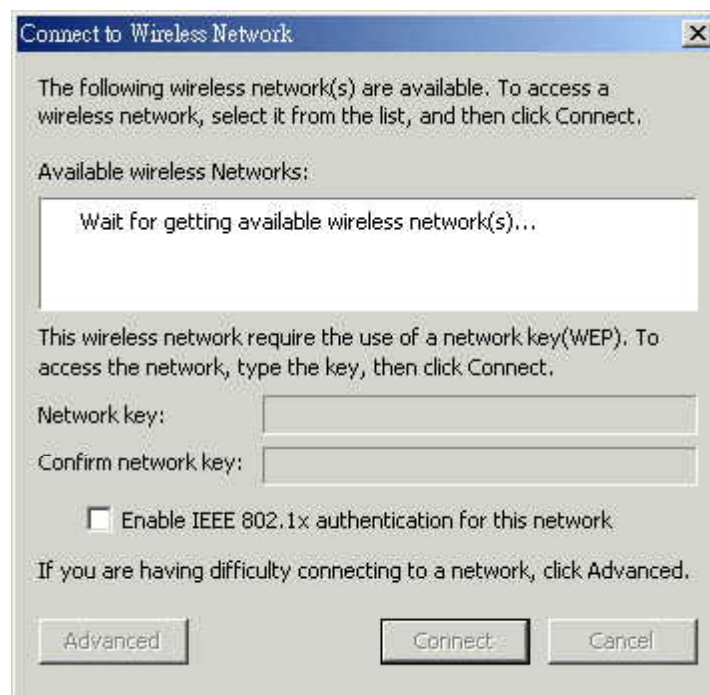 Connect to Wireless Network
The following wireless network(s) are available. To access a
wireless network, select it from the list, and then click Connect.
Available wireless Networks:
Wait for getting available wireless network(s)...
This wireless network require the use of a network key(WEP). To
access the network, type the key, then click Connect.
Network key:
Confirm network key:
Enable IEEE 802.1x authentication for this network
If you are having difficulty connecting to a network, click Advanced.
Advanced Connect Cancel